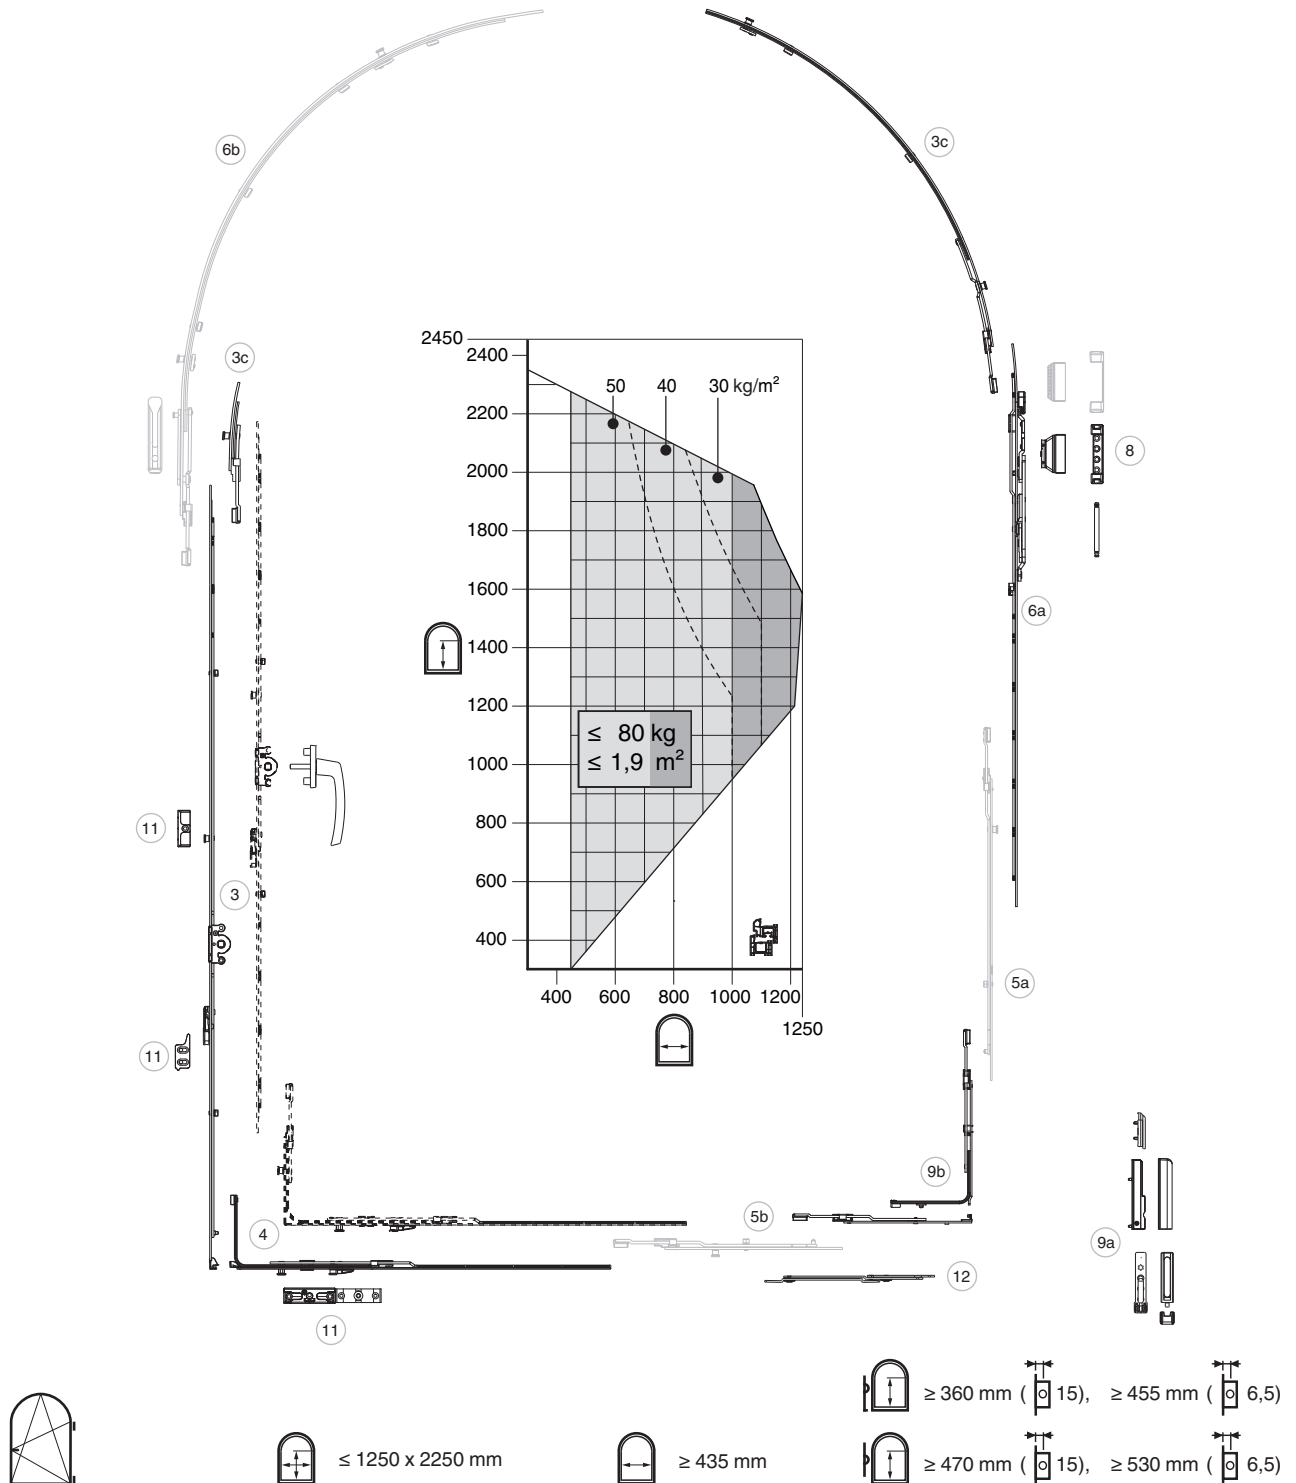 6b
3c
3c
2450
2400
50 40 30 kg/m²
2200
8
2000
1800
1600
6a
1400
1200
≤ 80 kg
≤ 1,9 m²
1000
11
800
3
600
400
5a
400 600 800 1000 1200
1250
11
9b
5b
4
9a
12
11
≥ 360 mm ( 15), ≥ 455 mm ( 6,5)
≤ 1250 x 2250 mm ≥ 435 mm ≥ 470 mm ( 15), ≥ 530 mm ( 6,5)